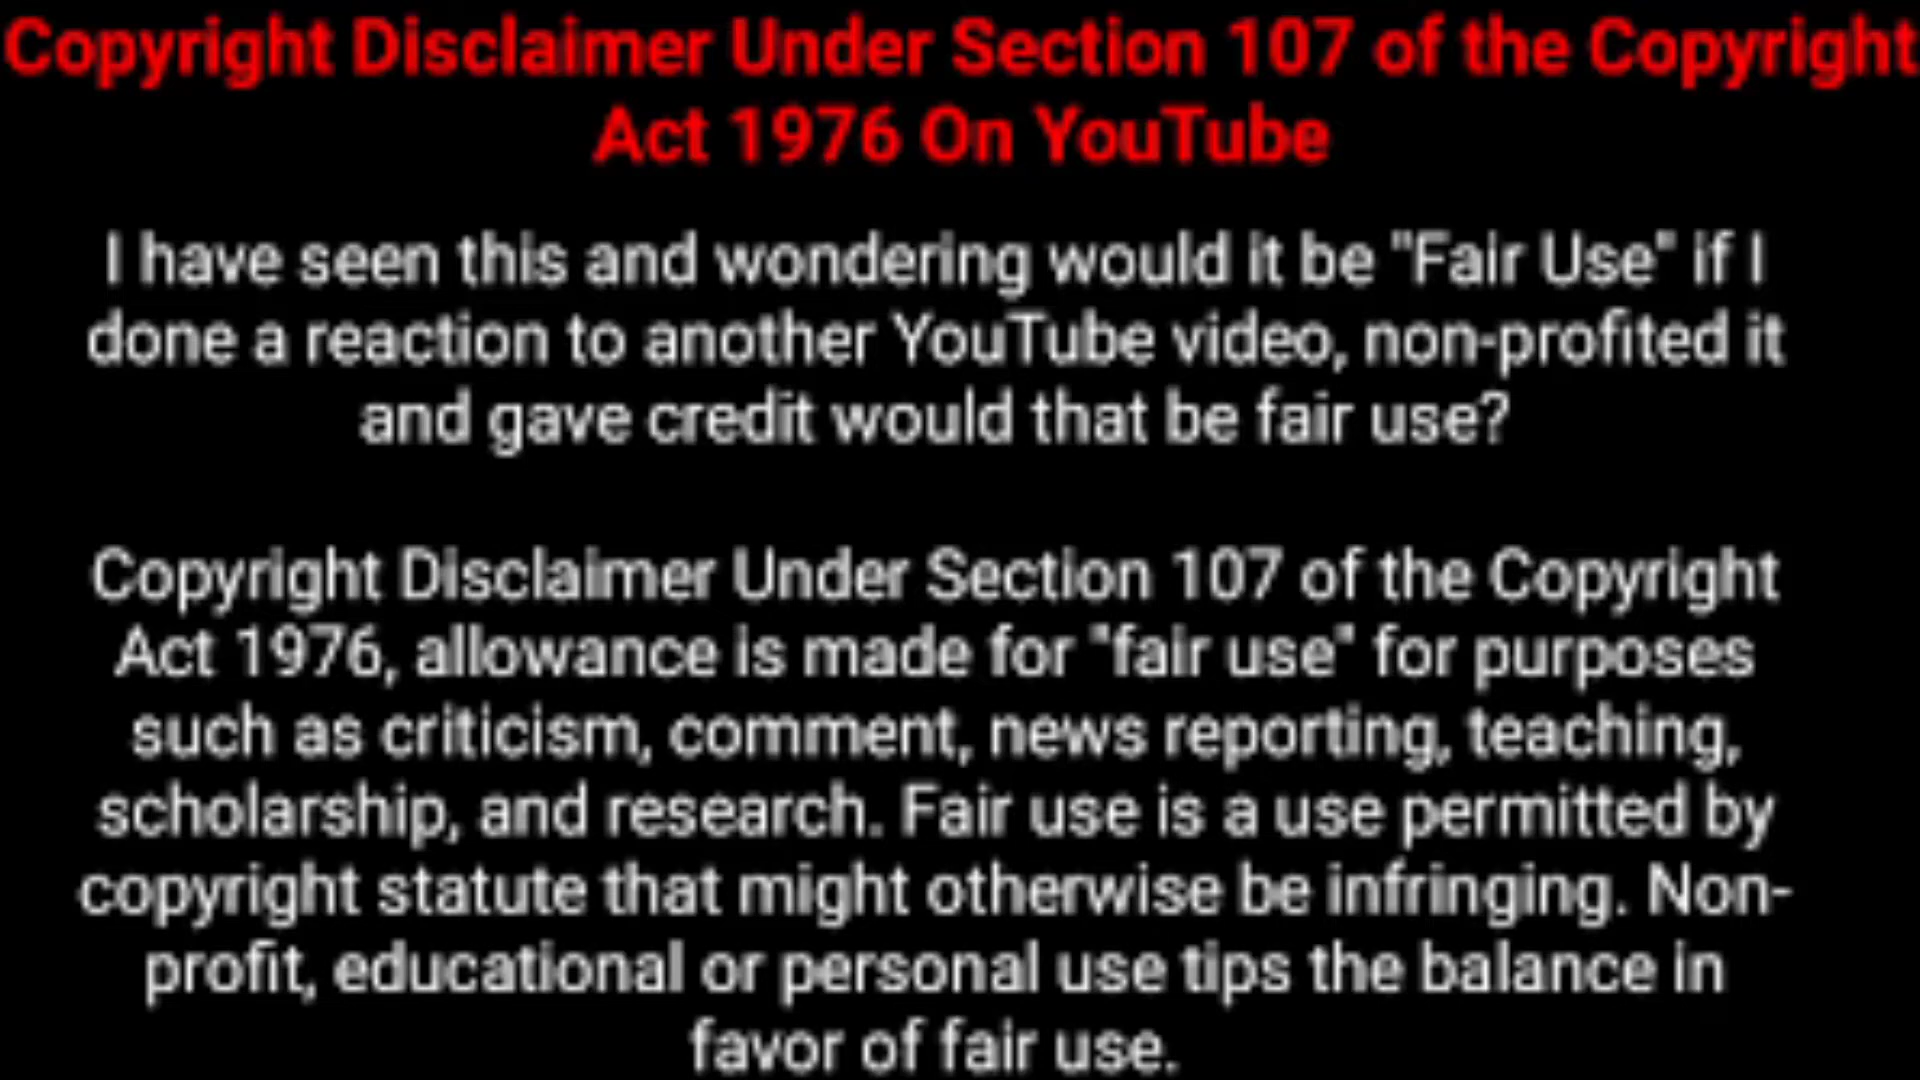 Copyright Disclaimer Under Section 107 of the Copyright
Act 1976 On YouTube
I have seen this and wondering would it be "Fair Use" if I
done a reaction to another YouTube video, non-profited it
and gave credit would that be fair use?
Copyright Disclaimer Under Section 107 of the Copyright
Act 1976, allowance is made for "fair use" for purposes
such as criticism, comment, news reporting, teaching,
scholarship, and research. Fair use is a use permitted by
copyright statute that might otherwise be infringing. Non-
profit, educational or personal use tips the balance in
favor of fair use.